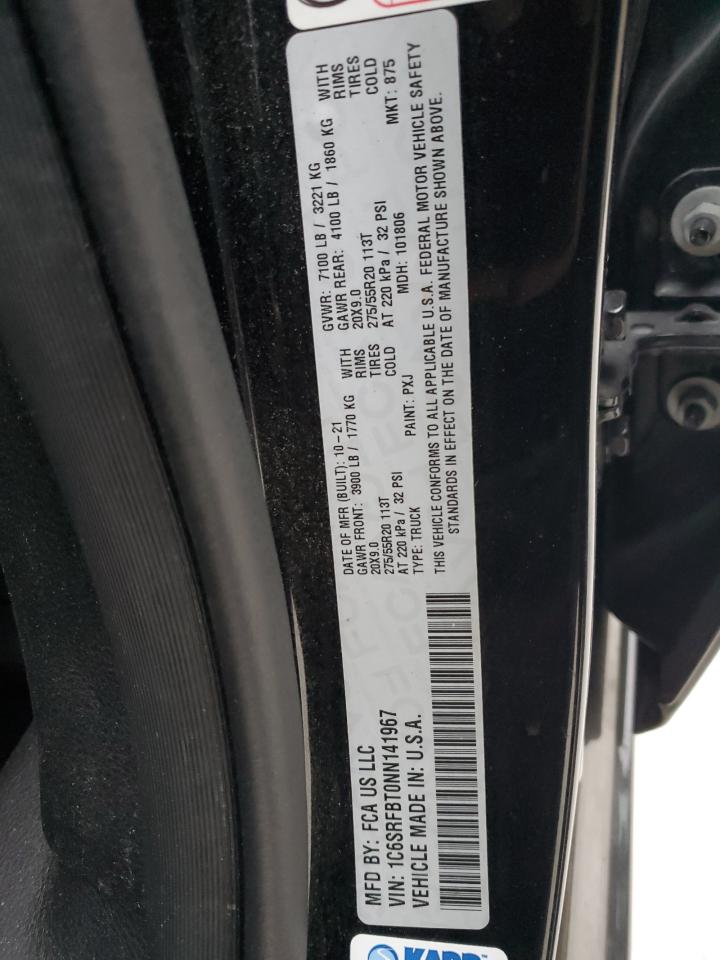 MFD BY: FCA US LLC
VIN: 1C6SRFBT0NN141967
VEHICLE MADE IN: U.S.A.
DATE OF MFR (BUILT): 10-21 GVWR: 7100 LB / 3221 KG
GAWR FRONT: 3900 LB / 1770 KG WITH GAWR REAR: 4100 LB / 1860 KG WITH
20X9.0 RIMS 20X9.0 RIMS
275/55R20 113T TIRES 275/55R20 113T TIRES
AT 220 kPa / 32 PSI COLD AT 220 kPa / 32 PSI COLD
TYPE: TRUCK PAINT: PXJ MDH: 101806 MKT: 875
THIS VEHICLE CONFORMS TO ALL APPLICABLE U.S.A. FEDERAL MOTOR VEHICLE SAFETY
STANDARDS IN EFFECT ON THE DATE OF MANUFACTURE SHOWN ABOVE.